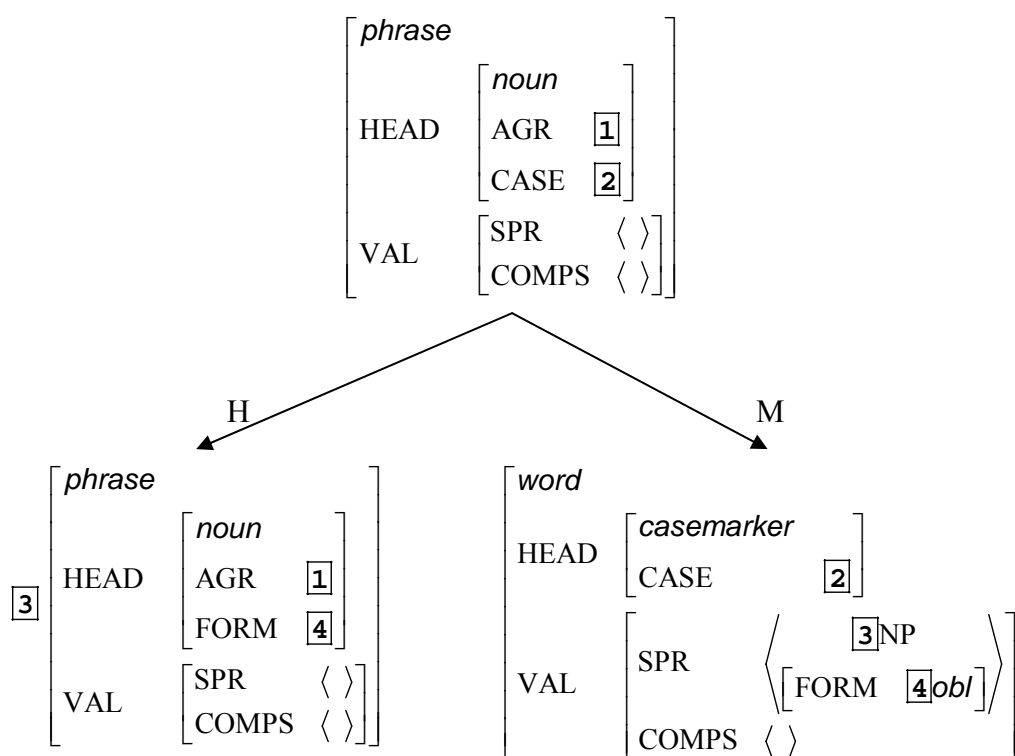 phrase
noun
HEAD AGR 1
CASE 2
SPR ⟨ ⟩
VAL
COMPS ⟨ ⟩
H M
phrase
noun
HEAD AGR 1
FORM 4
3
SPR ⟨ ⟩
VAL
COMPS ⟨ ⟩
word
casemarker
HEAD
CASE 2
3NP
SPR
[FORM 4obl]
VAL
COMPS ⟨ ⟩